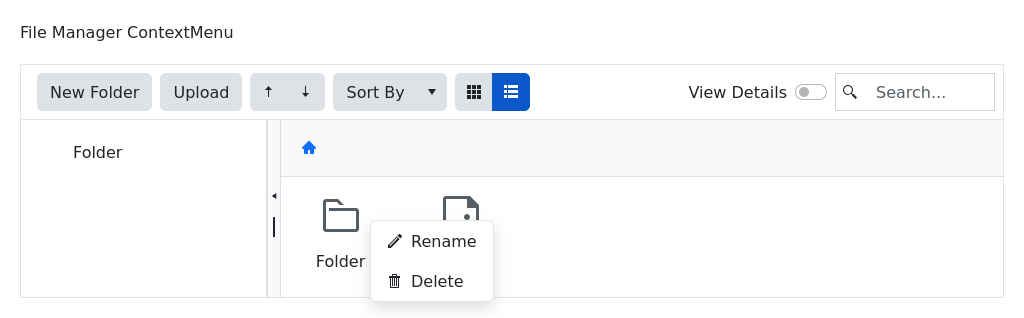 File Manager ContextMenu
New Folder
Upload
Sort By
View Details
Search...
Folder
Folder
Rename
Delete